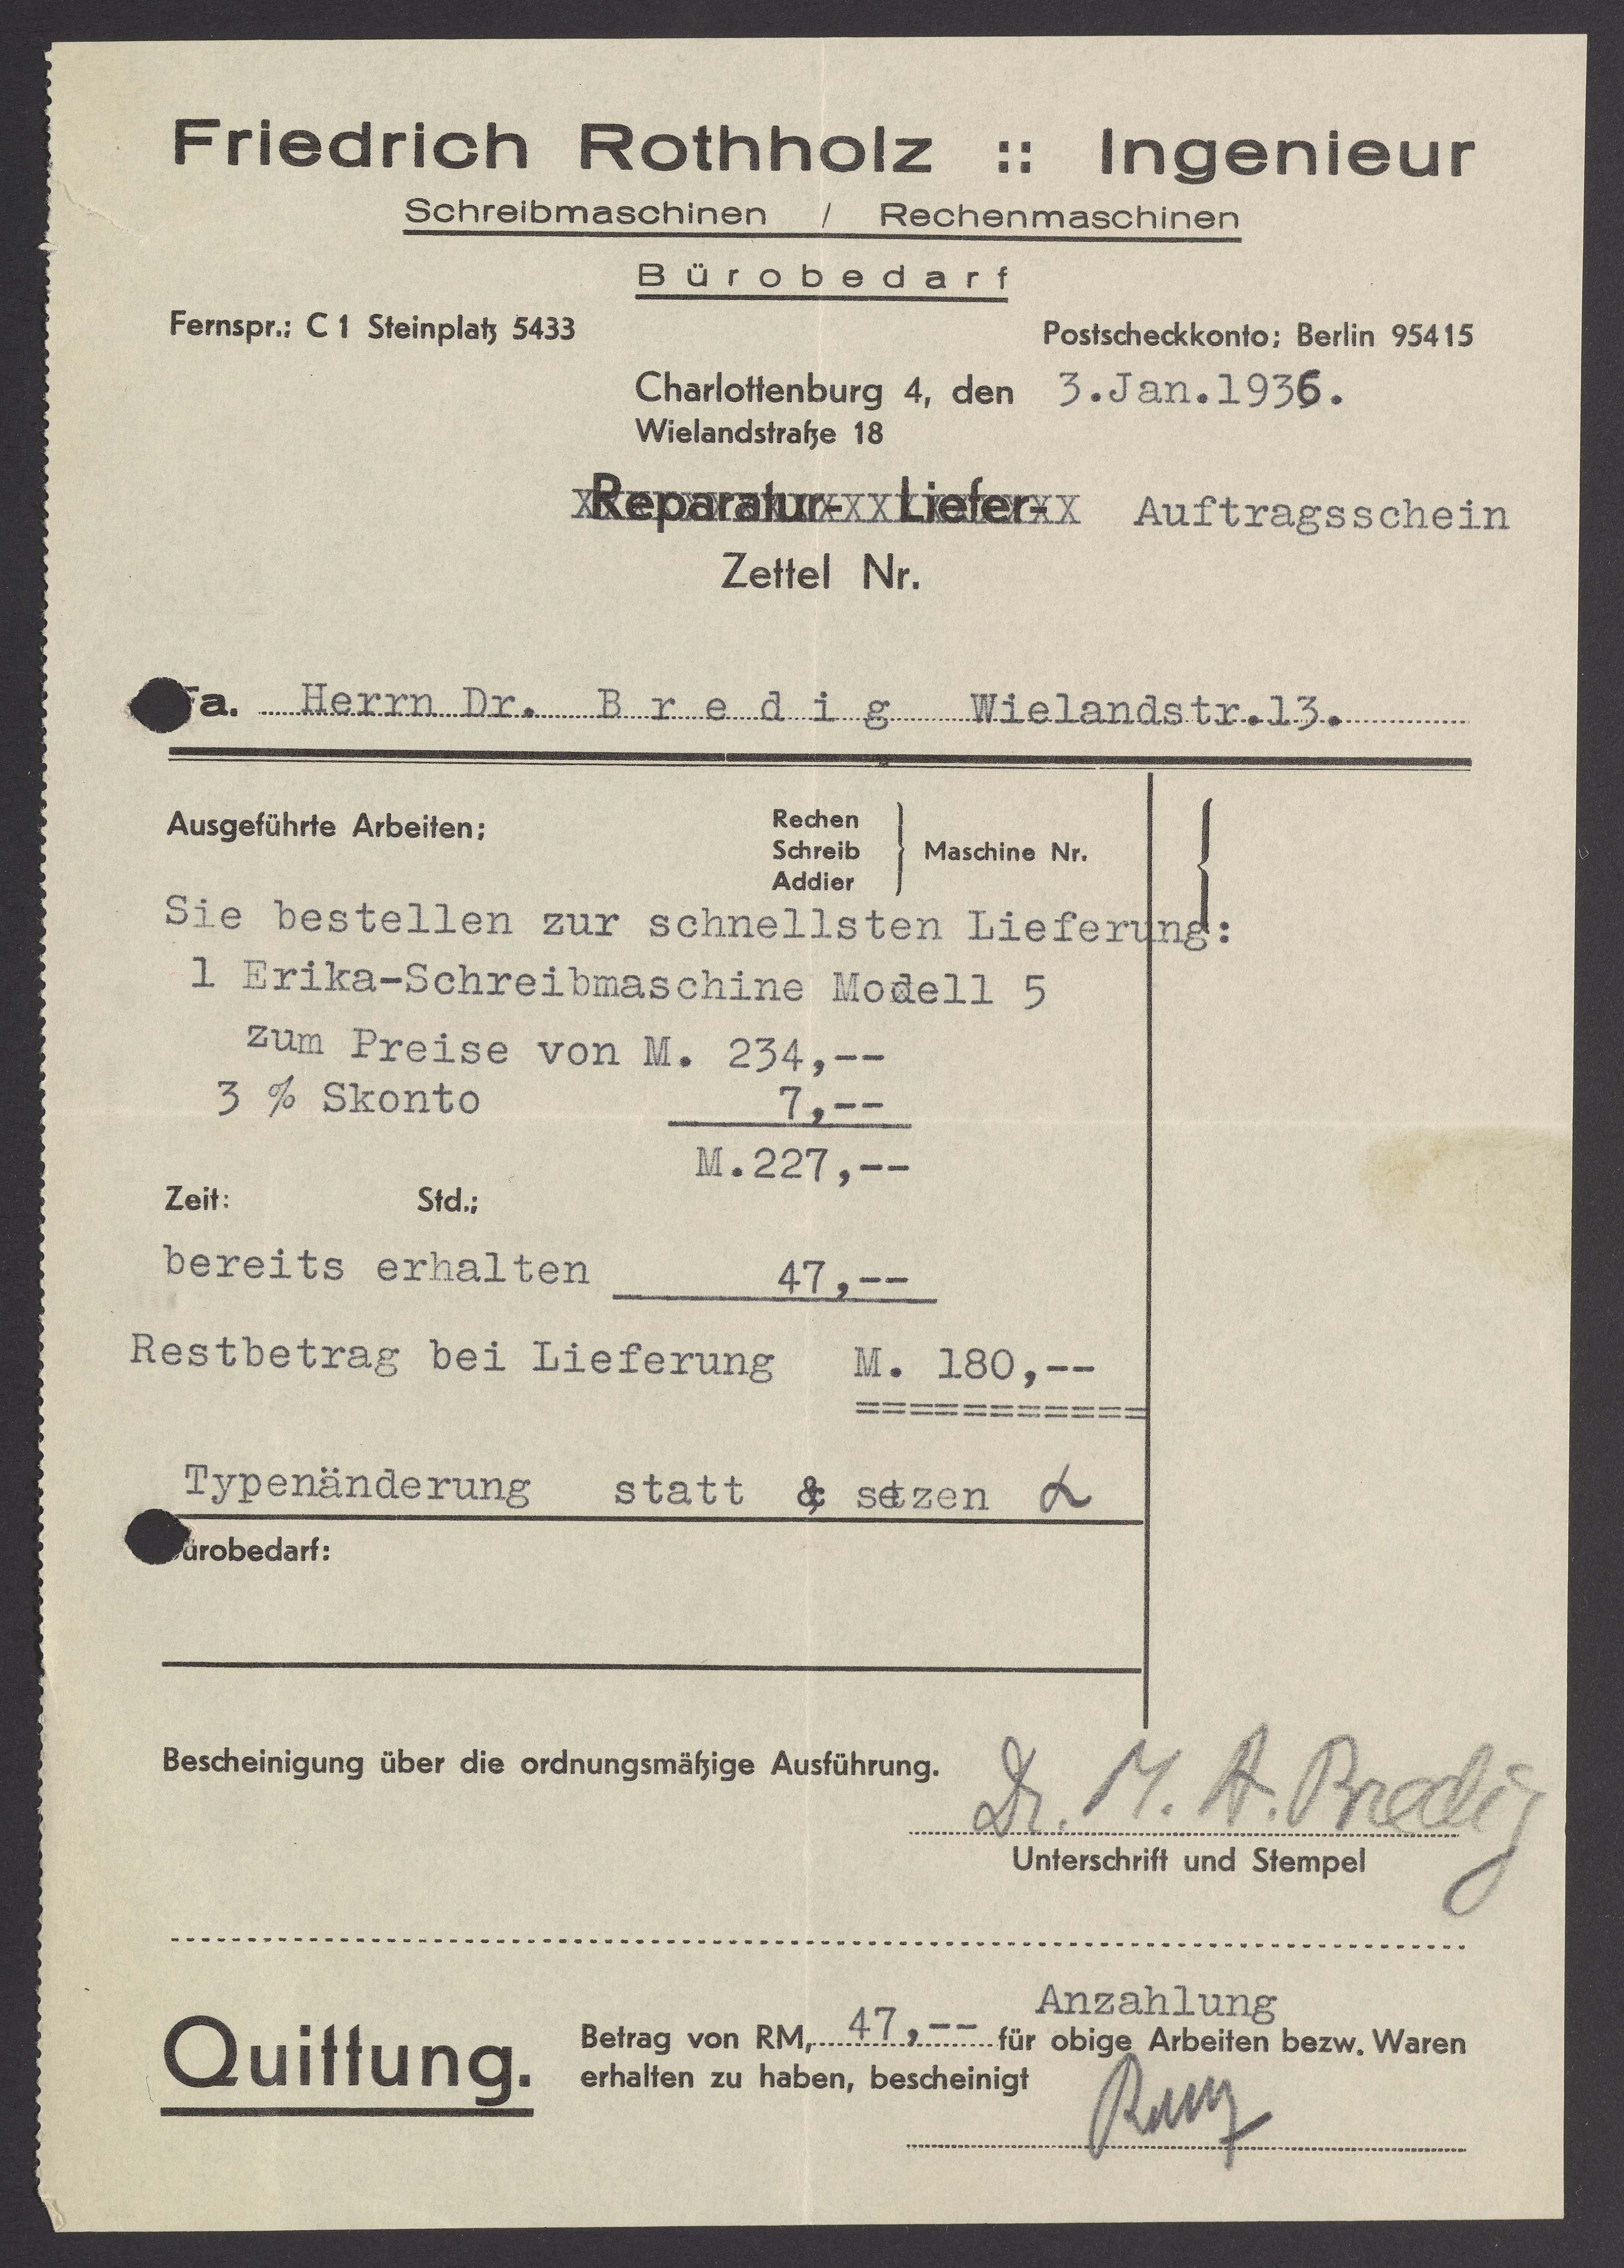 Friedrich Rothholz :: Ingenieur
Schreibmaschinen / Rechenmaschinen
Bürobedarf
Fernspr.: C 1 Steinplatz 5433
Postscheckkonto: Berlin 95415
Charlottenburg 4, den 3.Jan.1936.
Wielandstraße 18
Reparatur- Liefer- Auftragsschein
Zettel Nr.
Fa. Herrn Dr. B r e d i g Wielandstr.13.
Ausgeführte Arbeiten:
Rechen
Schreib
Addier
Maschine Nr.
Sie bestellen zur schnellsten Lieferung:
1 Erika-Schreibmaschine Modell 5
zum Preise von M. 234,--
3 % Skonto 7,--
M.227,--
Zeit: Std.:
bereits erhalten 47,--
Restbetrag bei Lieferung M. 180,--
===========
Typenänderung statt & setzen α
Bürobedarf:
Bescheinigung über die ordnungsmäßige Ausführung.
Dr. M. A. Bredig
Unterschrift und Stempel
Anzahlung
Quittung.
Betrag von RM, 47,-- für obige Arbeiten bezw. Waren
erhalten zu haben, bescheinigt